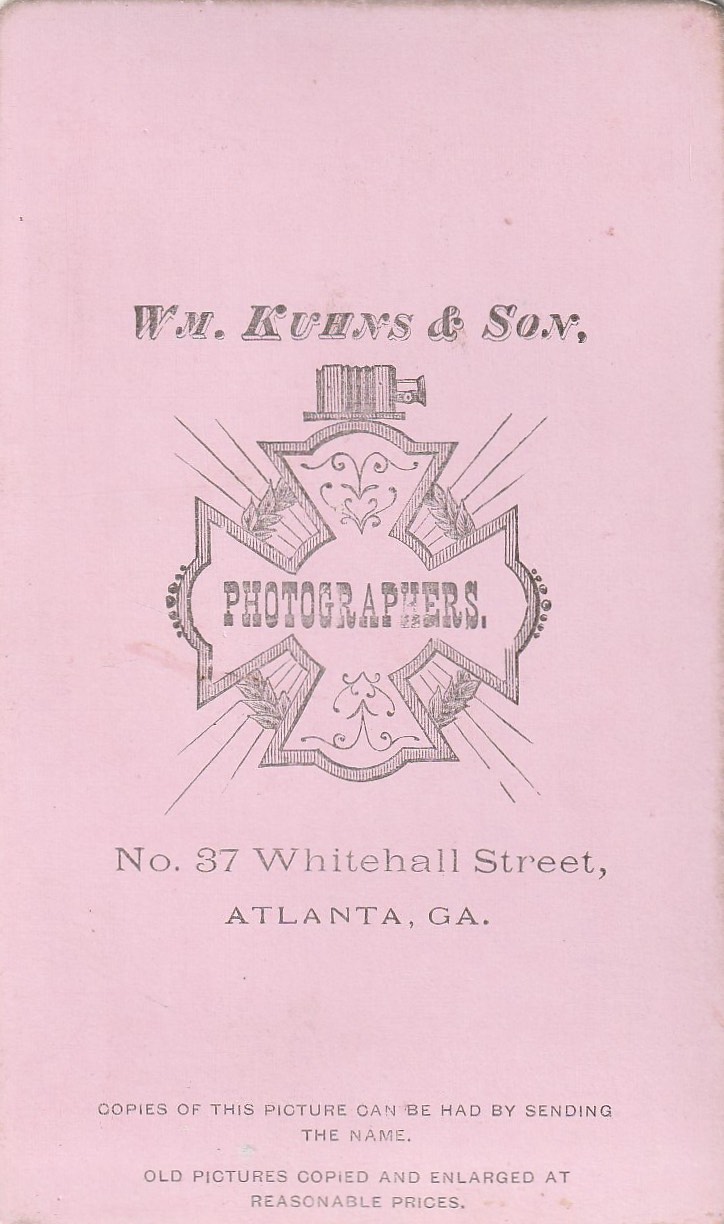 Wm. Kuhns & Son,
PHOTOGRAPHERS.
No. 37 Whitehall Street,
ATLANTA, GA.
COPIES OF THIS PICTURE CAN BE HAD BY SENDING
THE NAME.
OLD PICTURES COPIED AND ENLARGED AT
REASONABLE PRICES.